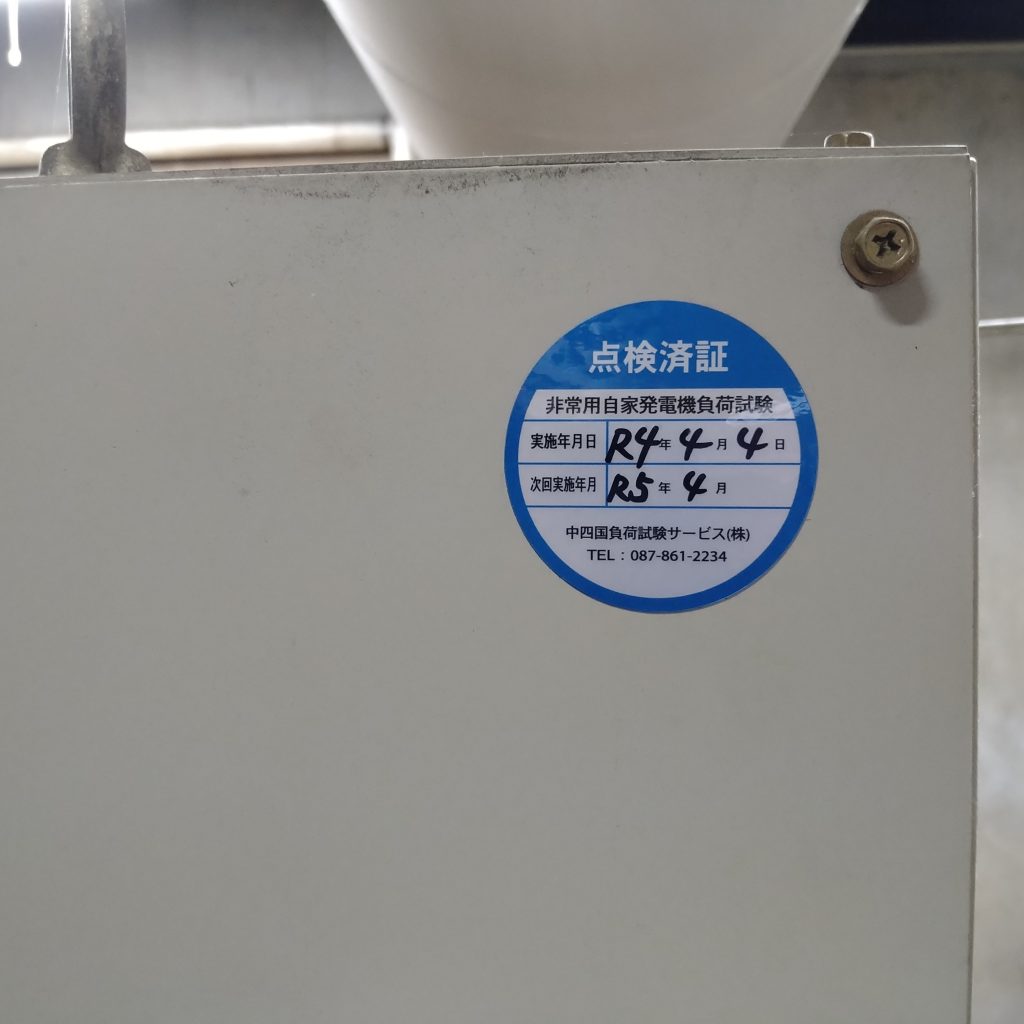 点検済証
非常用自家発電機負荷試験
実施年月日 R4年 4月 4日
次回実施年月 R5年 4月
中四国負荷試験サービス(株)
TEL : 087-861-2234